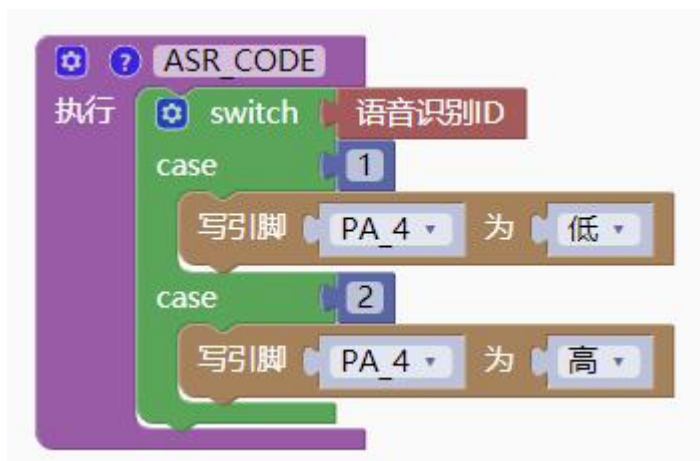 ASR_CODE
执行 switch 语音识别ID
case 1
写引脚 PA_4 为 低
case 2
写引脚 PA_4 为 高